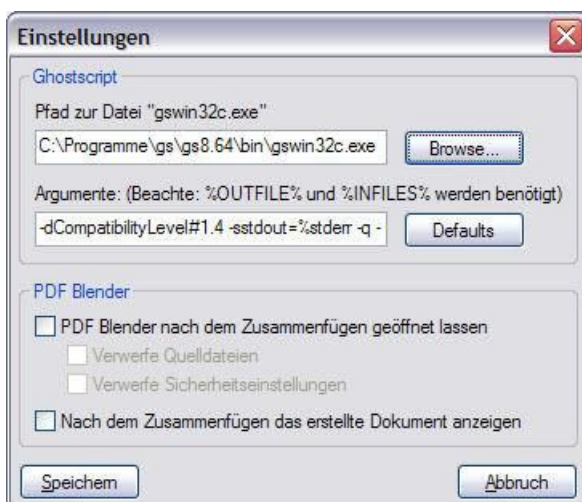 Einstellungen
Ghostscript
Pfad zur Datei "gswin32c.exe"
C:\Programme\gs\gs8.64\bin\gswin32c.exe
Browse...
Argumente: (Beachte: %OUTFILE% und %INFILES% werden benötigt)
-dCompatibilityLevel#1.4 -sstdout=%stderr -q -
Defaults
PDF Blender
PDF Blender nach dem Zusammenfügen geöffnet lassen
Verwerfe Quelldateien
Verwerfe Sicherheitseinstellungen
Nach dem Zusammenfügen das erstellte Dokument anzeigen
Speichern
Abbruch